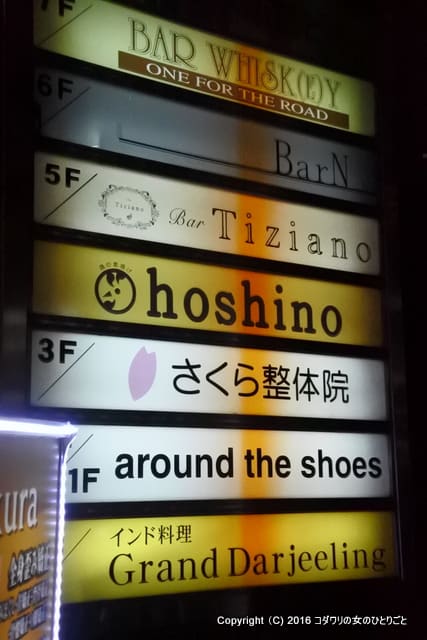 7F
BAR WHISK(E)Y
ONE FOR THE ROAD
6F
BarN
5F
Tiziano
Bar Tiziano
hoshino
3F
さくら整体院
1F
around the shoes
インド料理
Grand Darjeeling
kura
Copyright (C) 2016 コダワリの女のひとりごと